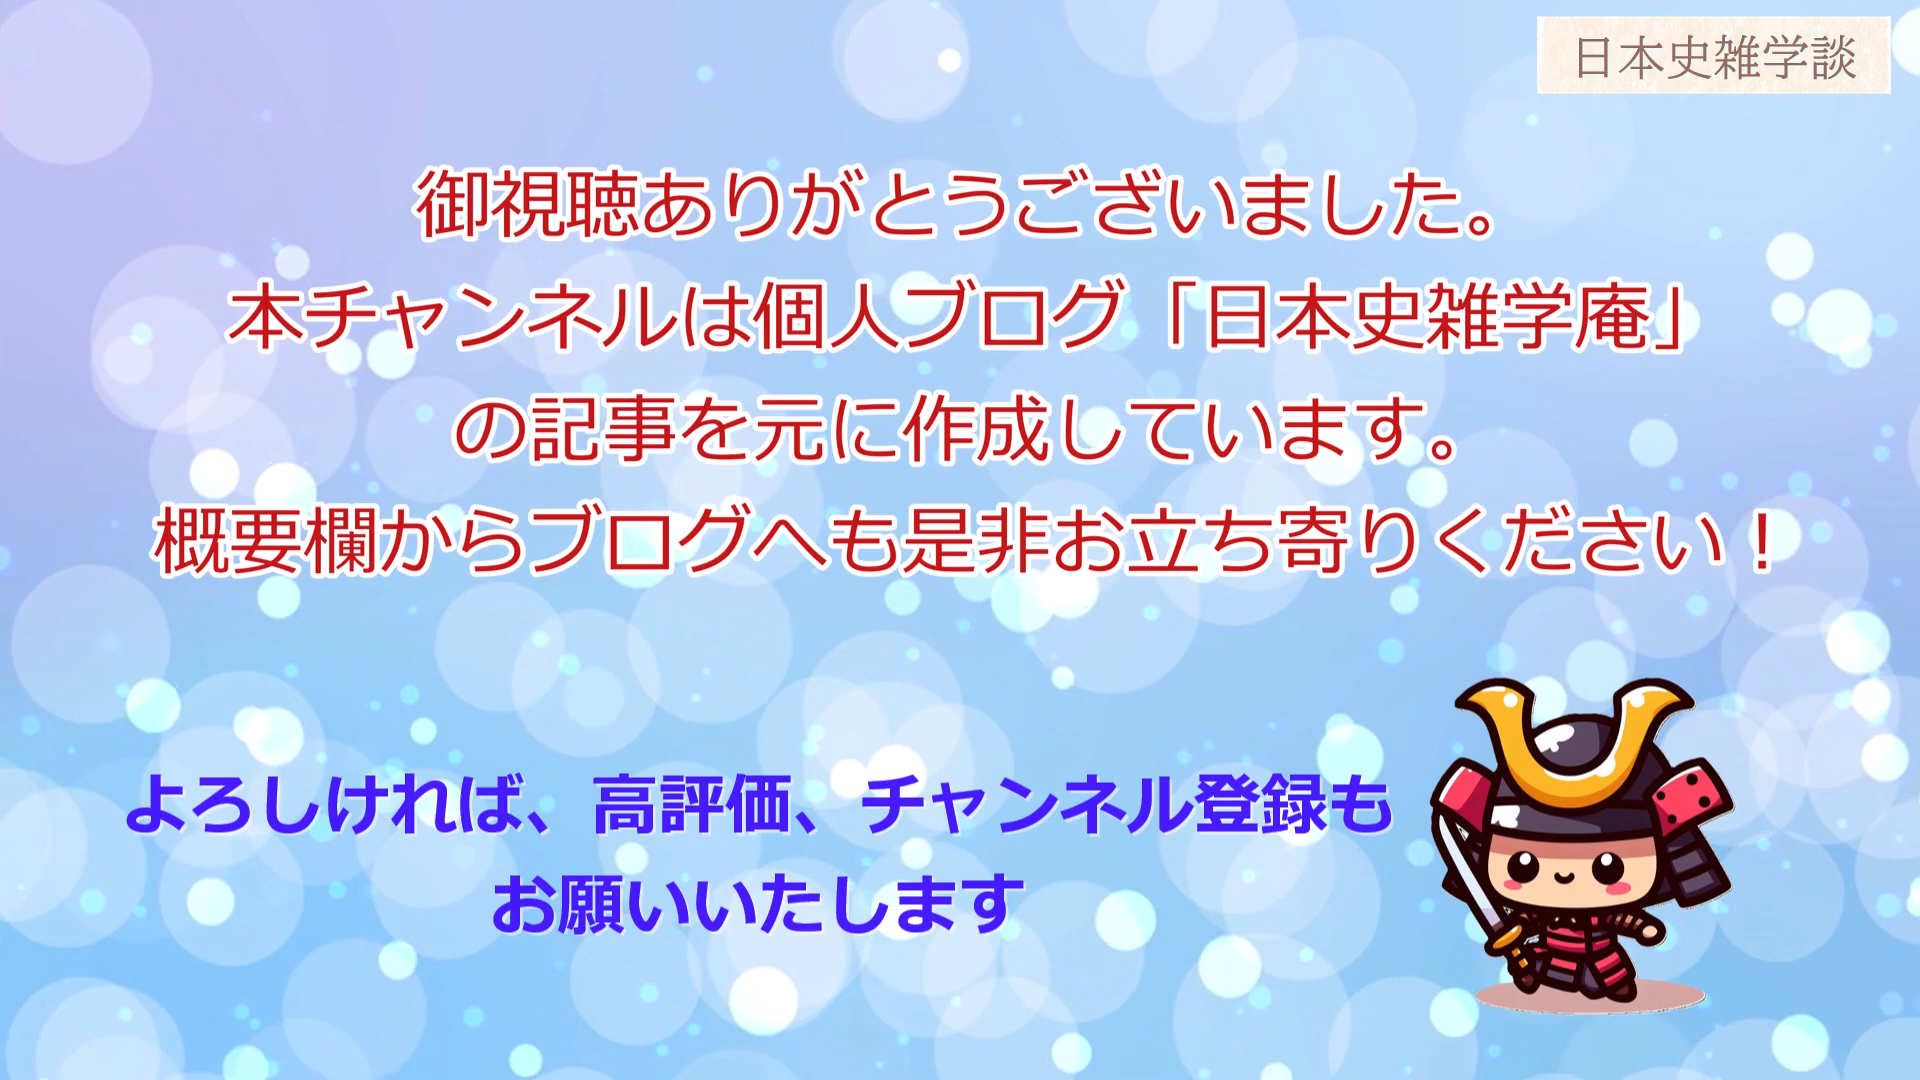 日本史雑学談
御視聴ありがとうございました。
本チャンネルは個人ブログ「日本史雑学庵」
の記事を元に作成しています。
概要欄からブログへも是非お立ち寄りください！
よろしければ、高評価、チャンネル登録も
お願いいたします